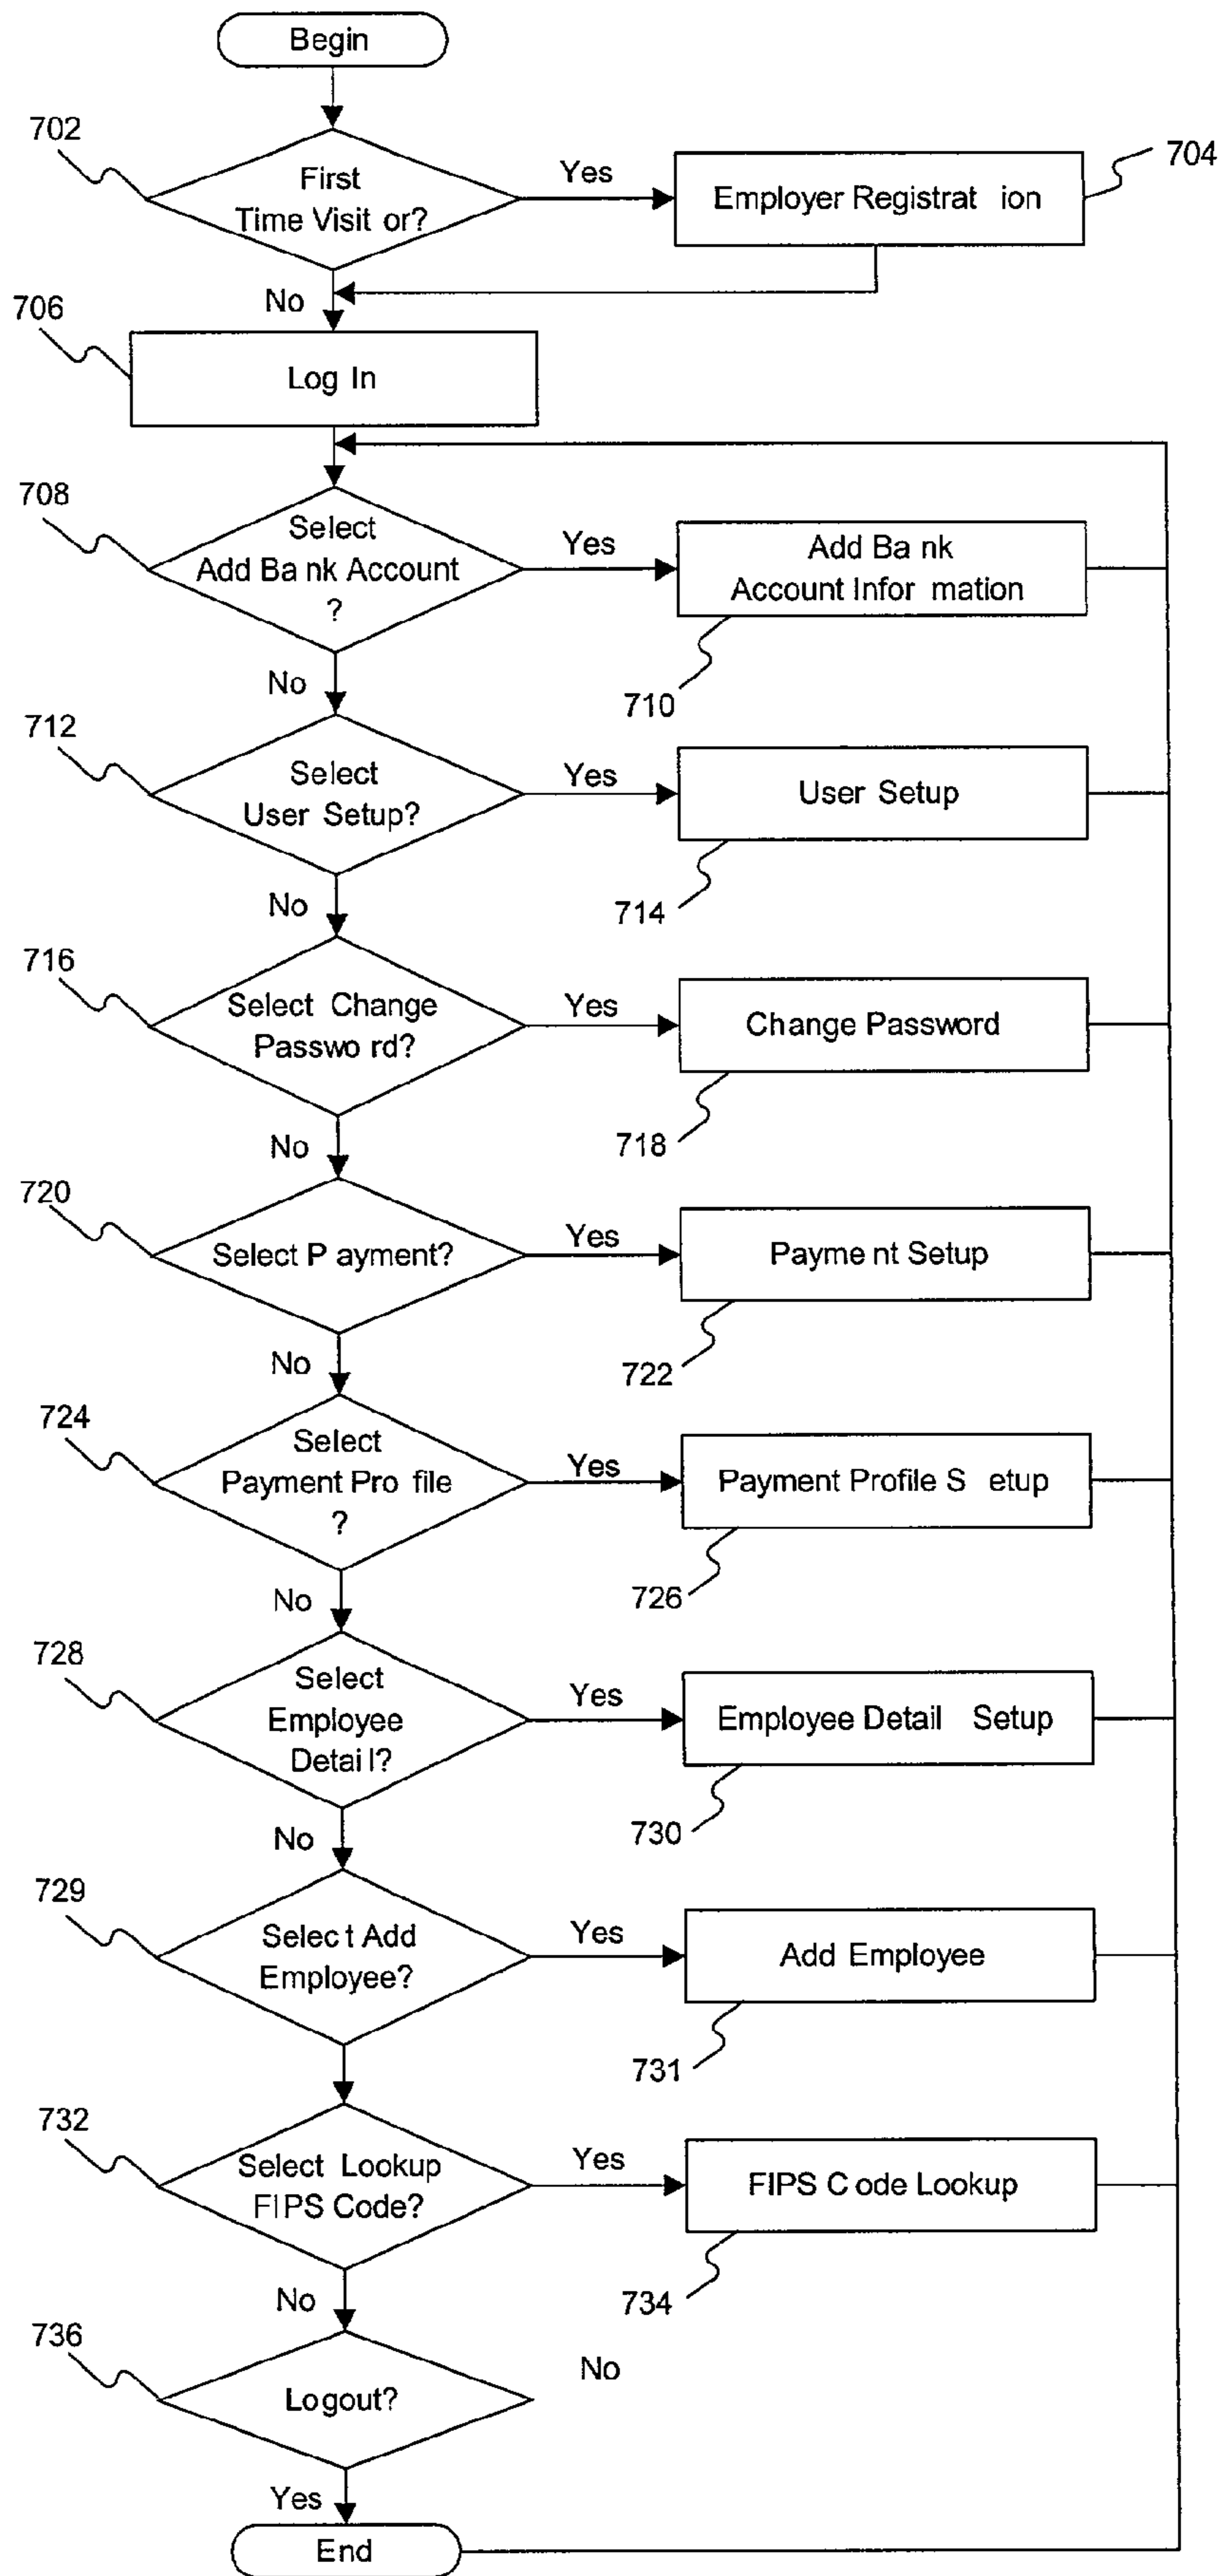 Begin
702
First
Time Visit or?
Yes
Employer Registrat ion
704
No
706
Log In
708
Select
Add Ba nk Account
?
Yes
Add Ba nk
Account Infor mation
710
No
712
Select
User Setup?
Yes
User Setup
714
No
716
Select Change
Passwo rd?
Yes
Change Password
718
No
720
Select P ayment?
Yes
Payme nt Setup
722
No
724
Select
Payment Pro file
?
Yes
Payment Profile S etup
726
No
728
Select
Employee
Detai l?
Yes
Employee Detail Setup
730
No
729
Selec t Add
Employee?
Yes
Add Employee
731
732
Select Lookup
FIPS Code?
Yes
FIPS C ode Lookup
734
No
736
Logout?
No
Yes
End